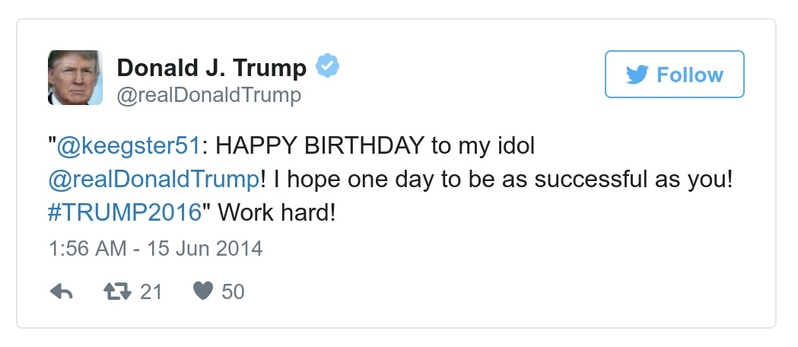 Donald J. Trump
@realDonaldTrump
Follow
"@keegster51: HAPPY BIRTHDAY to my idol
@realDonaldTrump! I hope one day to be as successful as you!
#TRUMP2016" Work hard!
1:56 AM - 15 Jun 2014
21 50